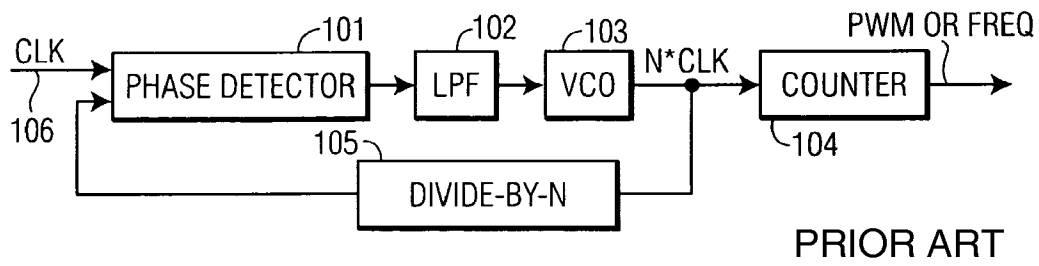 101
102
103
PWM OR FREQ
CLK
PHASE DETECTOR
LPF
VCO
N*CLK
COUNTER
106
105
104
DIVIDE-BY-N
PRIOR ART